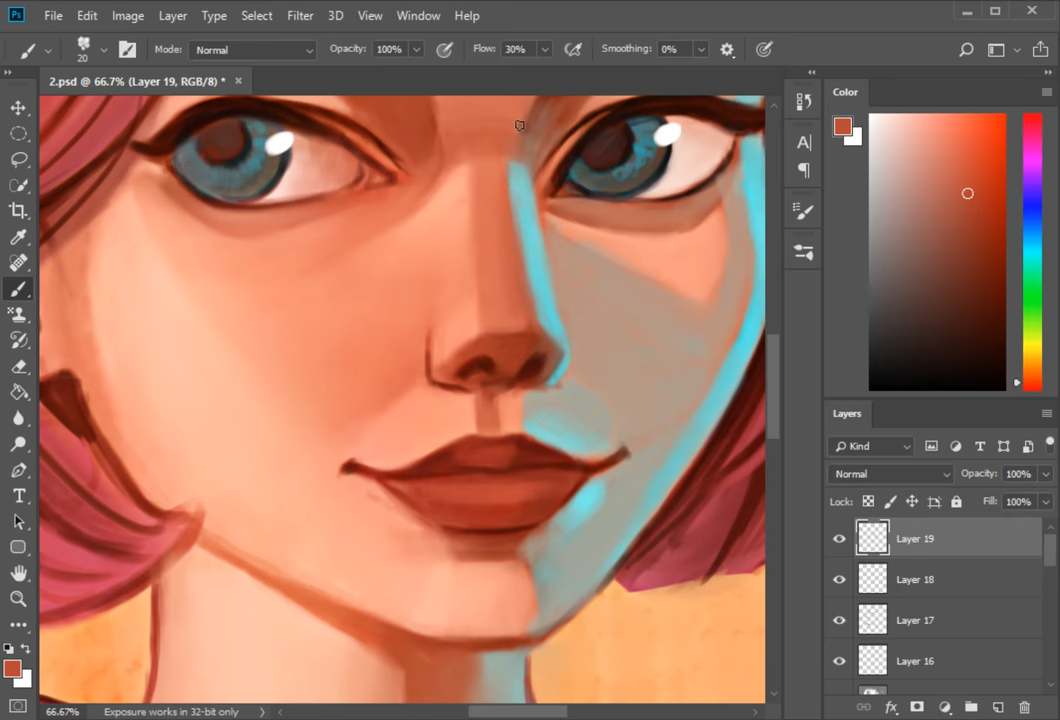 Ps File Edit Image Layer Type Select Filter 3D View Window Help
20 Mode: Normal Opacity: 100% Flow: 30% Smoothing: 0%
2.psd @ 66.7% (Layer 19, RGB/8) *
Color
Layers
Kind
Normal Opacity: 100%
Lock: Fill: 100%
Layer 19
Layer 18
Layer 17
Layer 16
66.67% Exposure works in 32-bit only